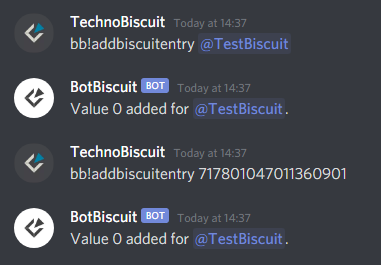 TechnoBiscuit Today at 14:37
bb!addbiscuitentry @TestBiscuit
BotBiscuit BOT Today at 14:37
Value 0 added for @TestBiscuit.
TechnoBiscuit Today at 14:37
bb!addbiscuitentry 717801047011360901
BotBiscuit BOT Today at 14:37
Value 0 added for @TestBiscuit.